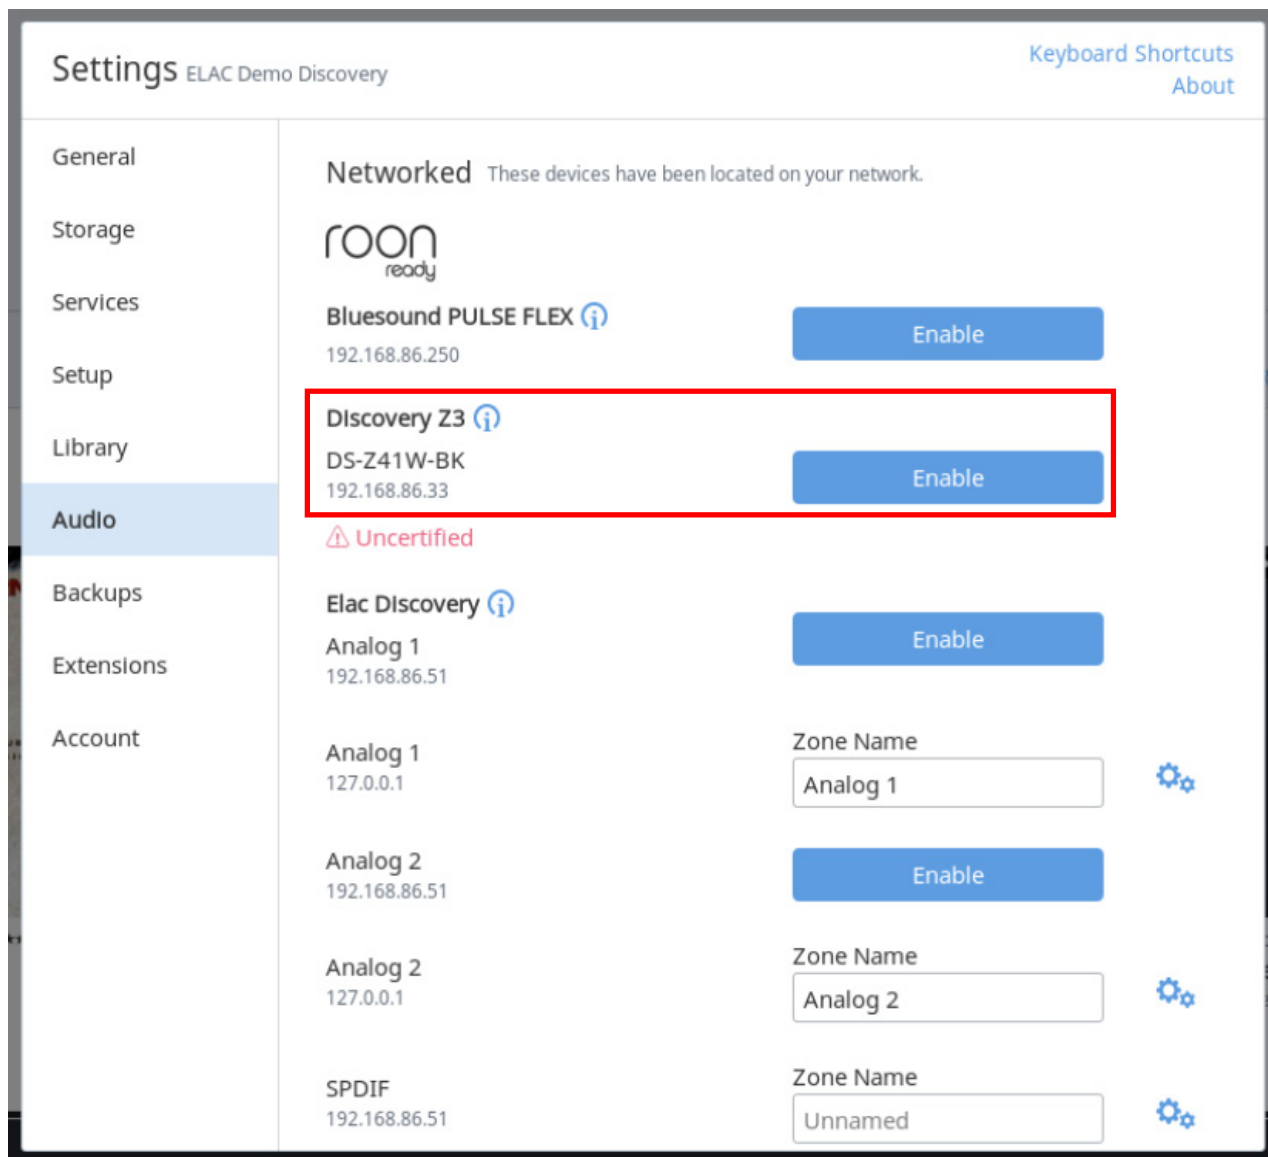 Settings ELAC Demo Discovery
Keyboard Shortcuts
About
General
Storage
Services
Setup
Library
Audio
Backups
Extensions
Account
Networked These devices have been located on your network.
roon
ready
Bluesound PULSE FLEX
192.168.86.250
Enable
Discovery Z3
DS-Z41W-BK
192.168.86.33
Enable
Uncertified
Elac Discovery
Analog 1
192.168.86.51
Enable
Analog 1
127.0.0.1
Zone Name
Analog 1
Analog 2
192.168.86.51
Enable
Analog 2
127.0.0.1
Zone Name
Analog 2
SPDIF
192.168.86.51
Zone Name
Unnamed